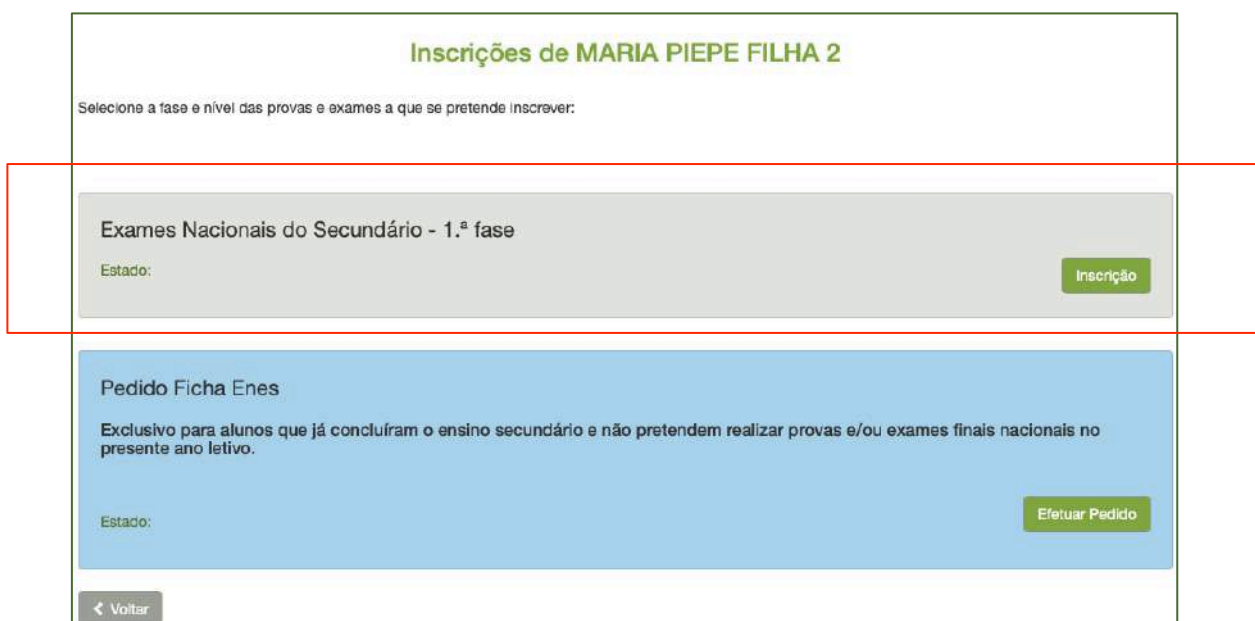 Inscrições de MARIA PIEPE FILHA 2
Selecione a fase e nível das provas e exames a que se pretende inscrever:
Exames Nacionais do Secundário - 1.ª fase
Estado:
Inscrição
Pedido Ficha Enes
Exclusivo para alunos que já concluíram o ensino secundário e não pretendem realizar provas e/ou exames finais nacionais no
presente ano letivo.
Estado:
Efetuar Pedido
Voltar